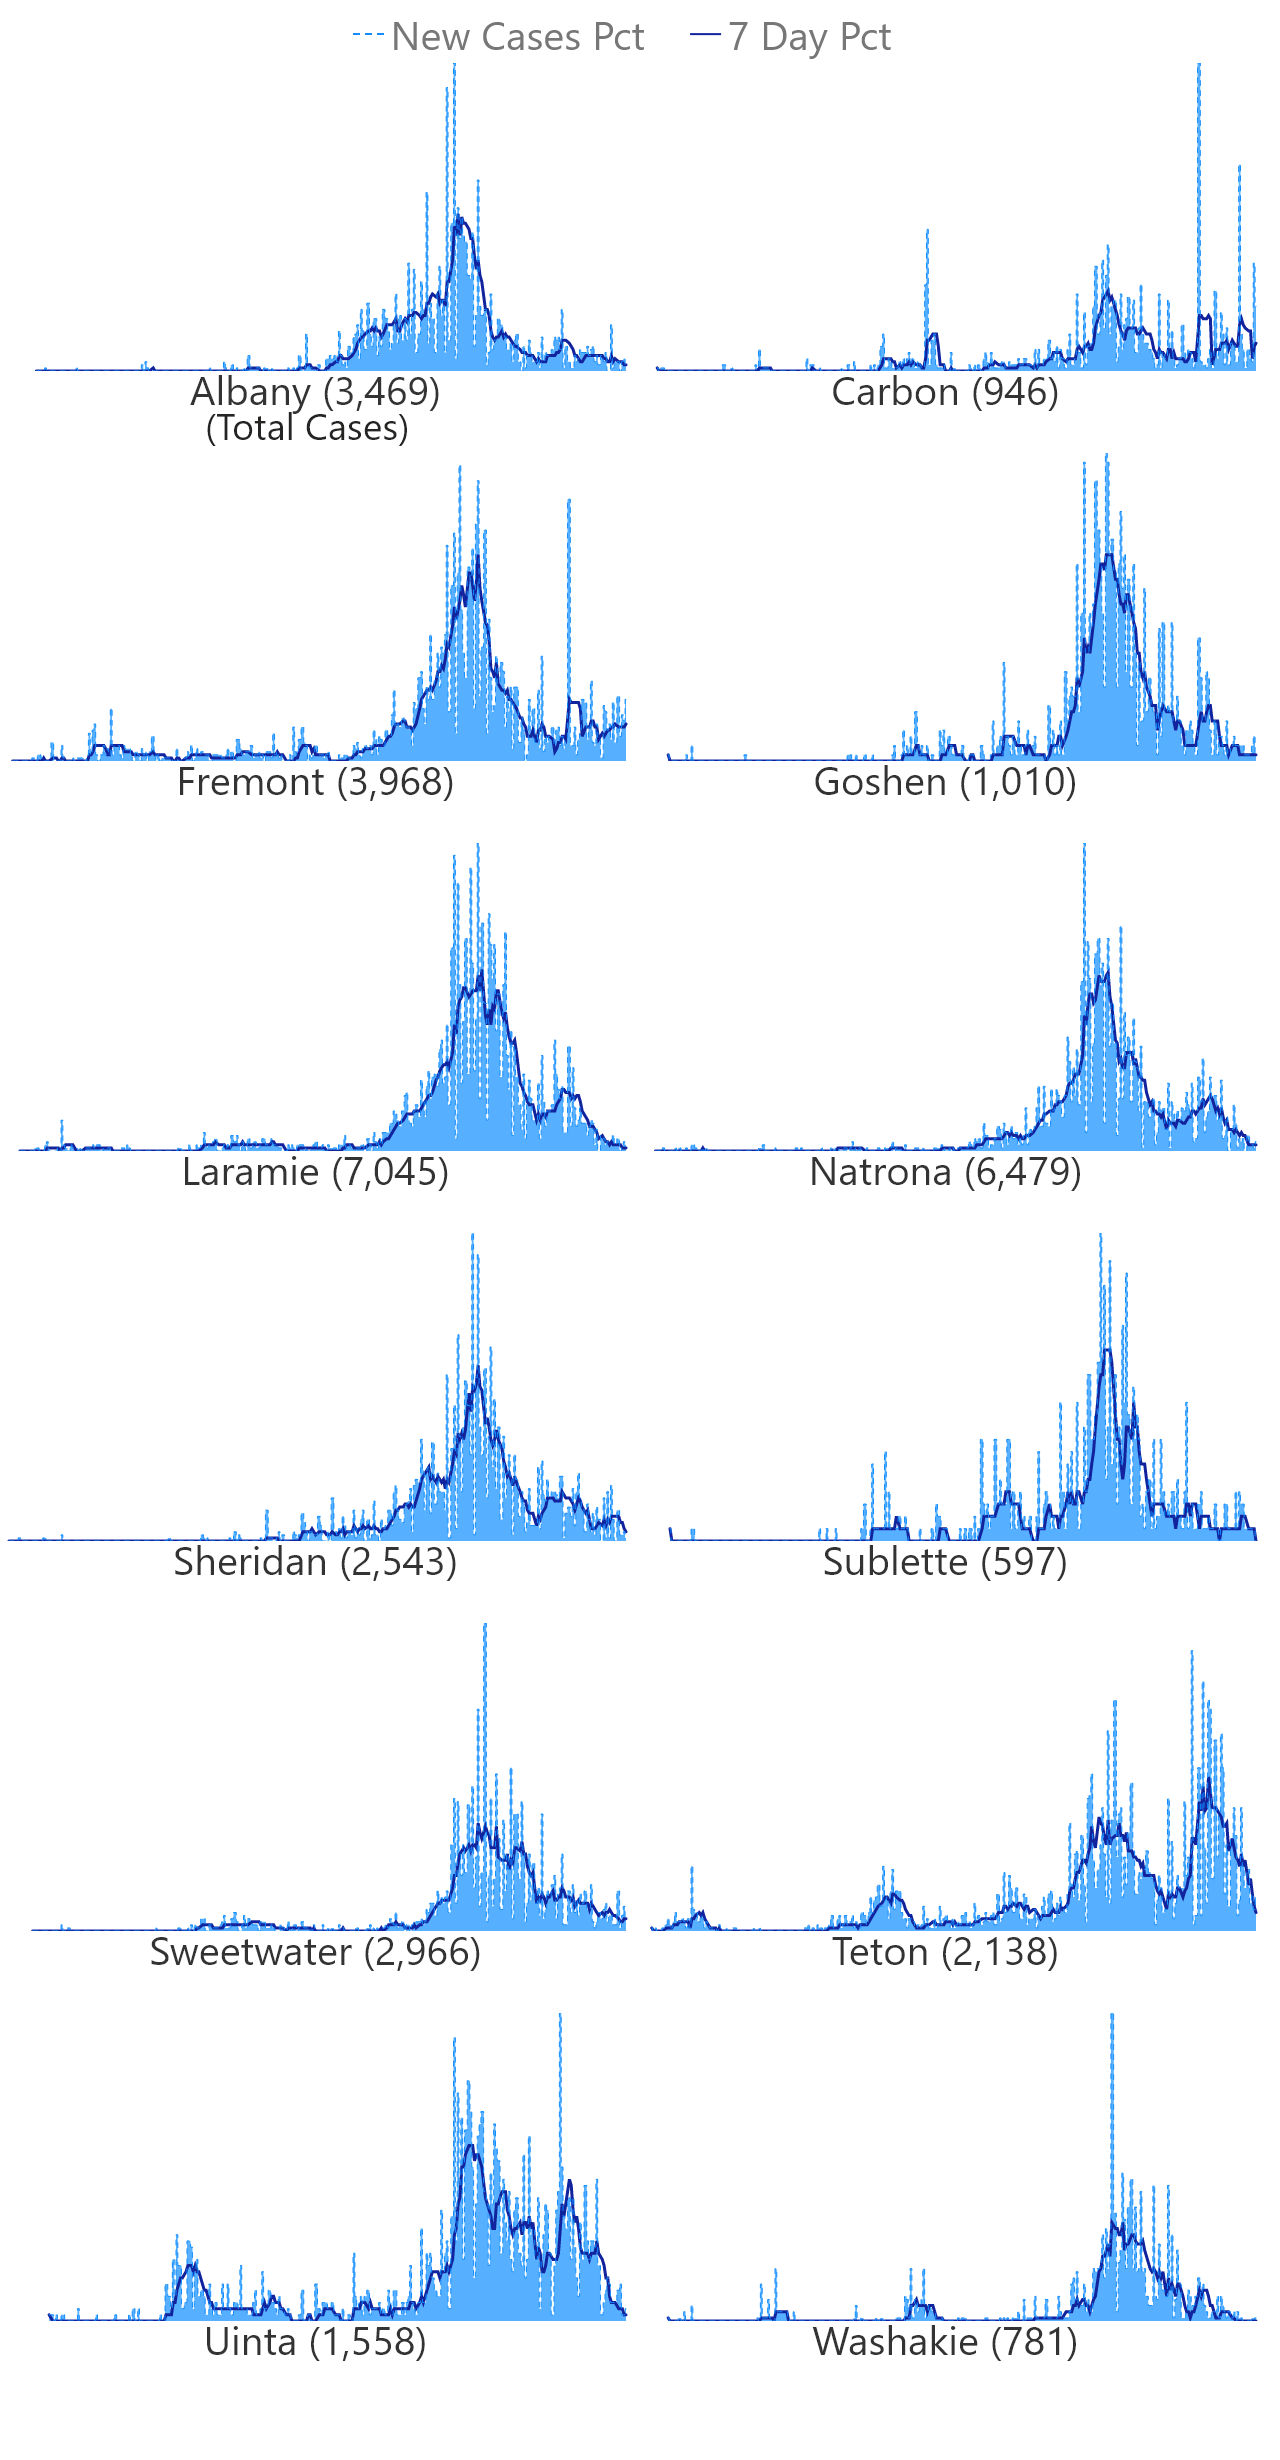 New Cases Pct 7 Day Pct
Albany (3,469) Carbon (946)
(Total Cases)
Fremont (3,968) Goshen (1,010)
Laramie (7,045) Natrona (6,479)
Sheridan (2,543) Sublette (597)
Sweetwater (2,966) Teton (2,138)
Uinta (1,558) Washakie (781)